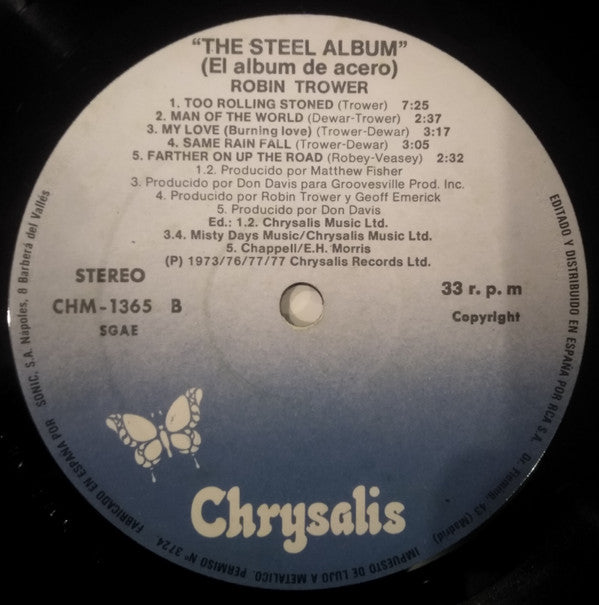 "THE STEEL ALBUM"
(El album de acero)
ROBIN TROWER
1. TOO ROLLING STONED (Trower) 7:25
2. MAN OF THE WORLD (Dewar-Trower) 2:37
3. MY LOVE (Burning love) (Trower-Dewar) 3:17
4. SAME RAIN FALL (Trower-Dewar) 3:05
5. FARTHER ON UP THE ROAD (Robey-Veasey) 2:32
1.2. Producido por Matthew Fisher
3. Producido por Don Davis para Groovesville Prod. Inc.
4. Producido por Robin Trower y Geoff Emerick
5. Producido por Don Davis
Ed.: 1.2. Chrysalis Music Ltd.
3.4. Misty Days Music/Chrysalis Music Ltd.
5. Chappell/E.H. Morris
(P) 1973/76/77/77 Chrysalis Records Ltd.
STEREO
CHM-1365 B
SGAE
33 r. p. m
Copyright
Chrysalis
FABRICADO EN ESPAÑA POR SONIC, S.A. Nápoles, 8 Barberá del Vallés
EDITADO Y DISTRIBUIDO EN ESPAÑA POR RCA S.A. Dr. Fleming, 43 (Madrid)
IMPUESTO DE LUJO A METALICO. PERMISO Nº 3724